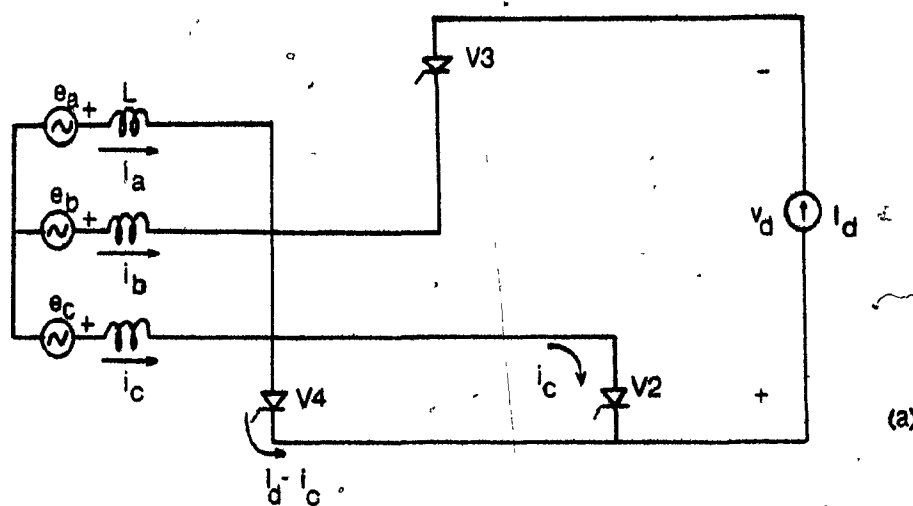 V3
-
e_a +
L
i_a
e_b +
v_d
I_d
i_b
e_c +
i_c
i_c
V4
V2
+
(a)
I_d - i_c